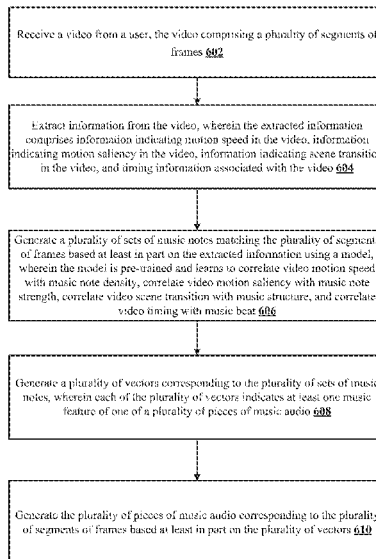 Receive a video from a user, the video comprising a plurality of segments of
frames 602
Extract information from the video, wherein the extracted information
comprises information indicating motion speed in the video, information
indicating motion saliency in the video, information indicating scene transition
in the video, and timing information associated with the video 604
Generate a plurality of sets of music notes matching the plurality of segment
of frames based at least in part on the extracted information using a model,
wherein the model is pre-trained and learns to correlate video motion speed
with music note density, correlate video motion saliency with music note
strength, correlate video scene transition with music structure, and correlate
video timing with music beat 606
Generate a plurality of vectors corresponding to the plurality of sets of music
notes, wherein each of the plurality of vectors indicates at least one music
feature of one of a plurality of pieces of music audio 608
Generate the plurality of pieces of music audio corresponding to the plurality
of segments of frames based at least in part on the plurality of vectors 610